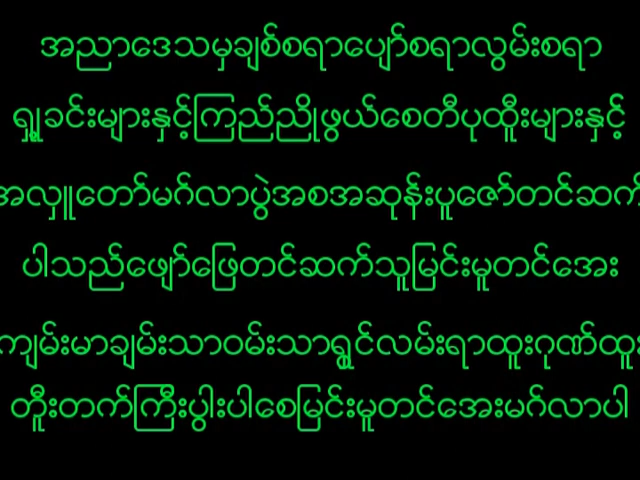 အညာဒေသမှချစ်စရာပျော်စရာလွမ်းစရာ
ရှုခင်းများနှင့်ကြည်ညိုဖွယ်စေတီပုထိုးများနှင့်
အလှူတော်မင်္ဂလာပွဲအစအဆုန်းပူဇော်တင်ဆက်
ပါသည်ဖျော်ဖြေတင်ဆက်သူမြင်းမူတင်အေး
ကျမ်းမာချမ်းသာဝမ်းသာရွှင်လမ်းရာထူးဂုဏ်ထူး
တိူးတက်ကြီးပွါးပါစေမြင်းမူတင်အေးမင်္ဂလာပါ